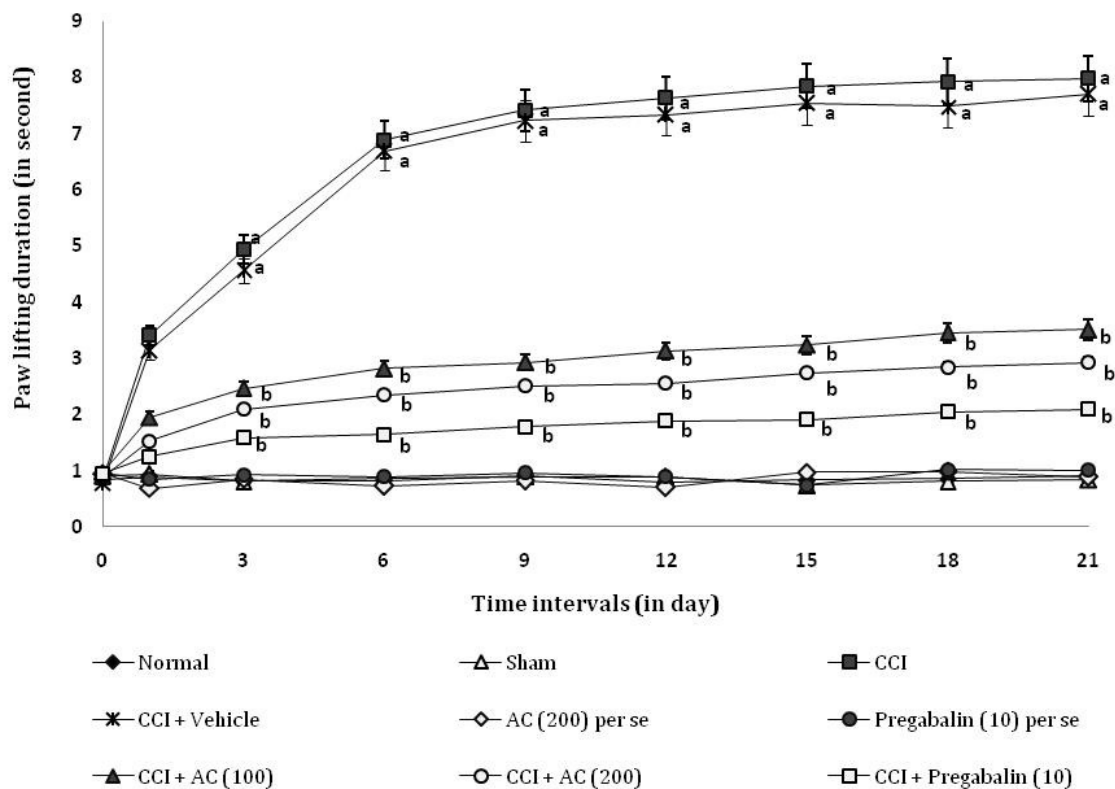 9
8
7
6
5
4
3
2
1
0
Paw lifting duration (in second)
a a a a a a a
a a a a a a a
b b b b b b b
b b b b b b b
b b b b b b b
0 3 6 9 12 15 18 21
Time intervals (in day)
Normal Sham CCI
CCI + Vehicle AC (200) per se Pregabalin (10) per se
CCI + AC (100) CCI + AC (200) CCI + Pregabalin (10)